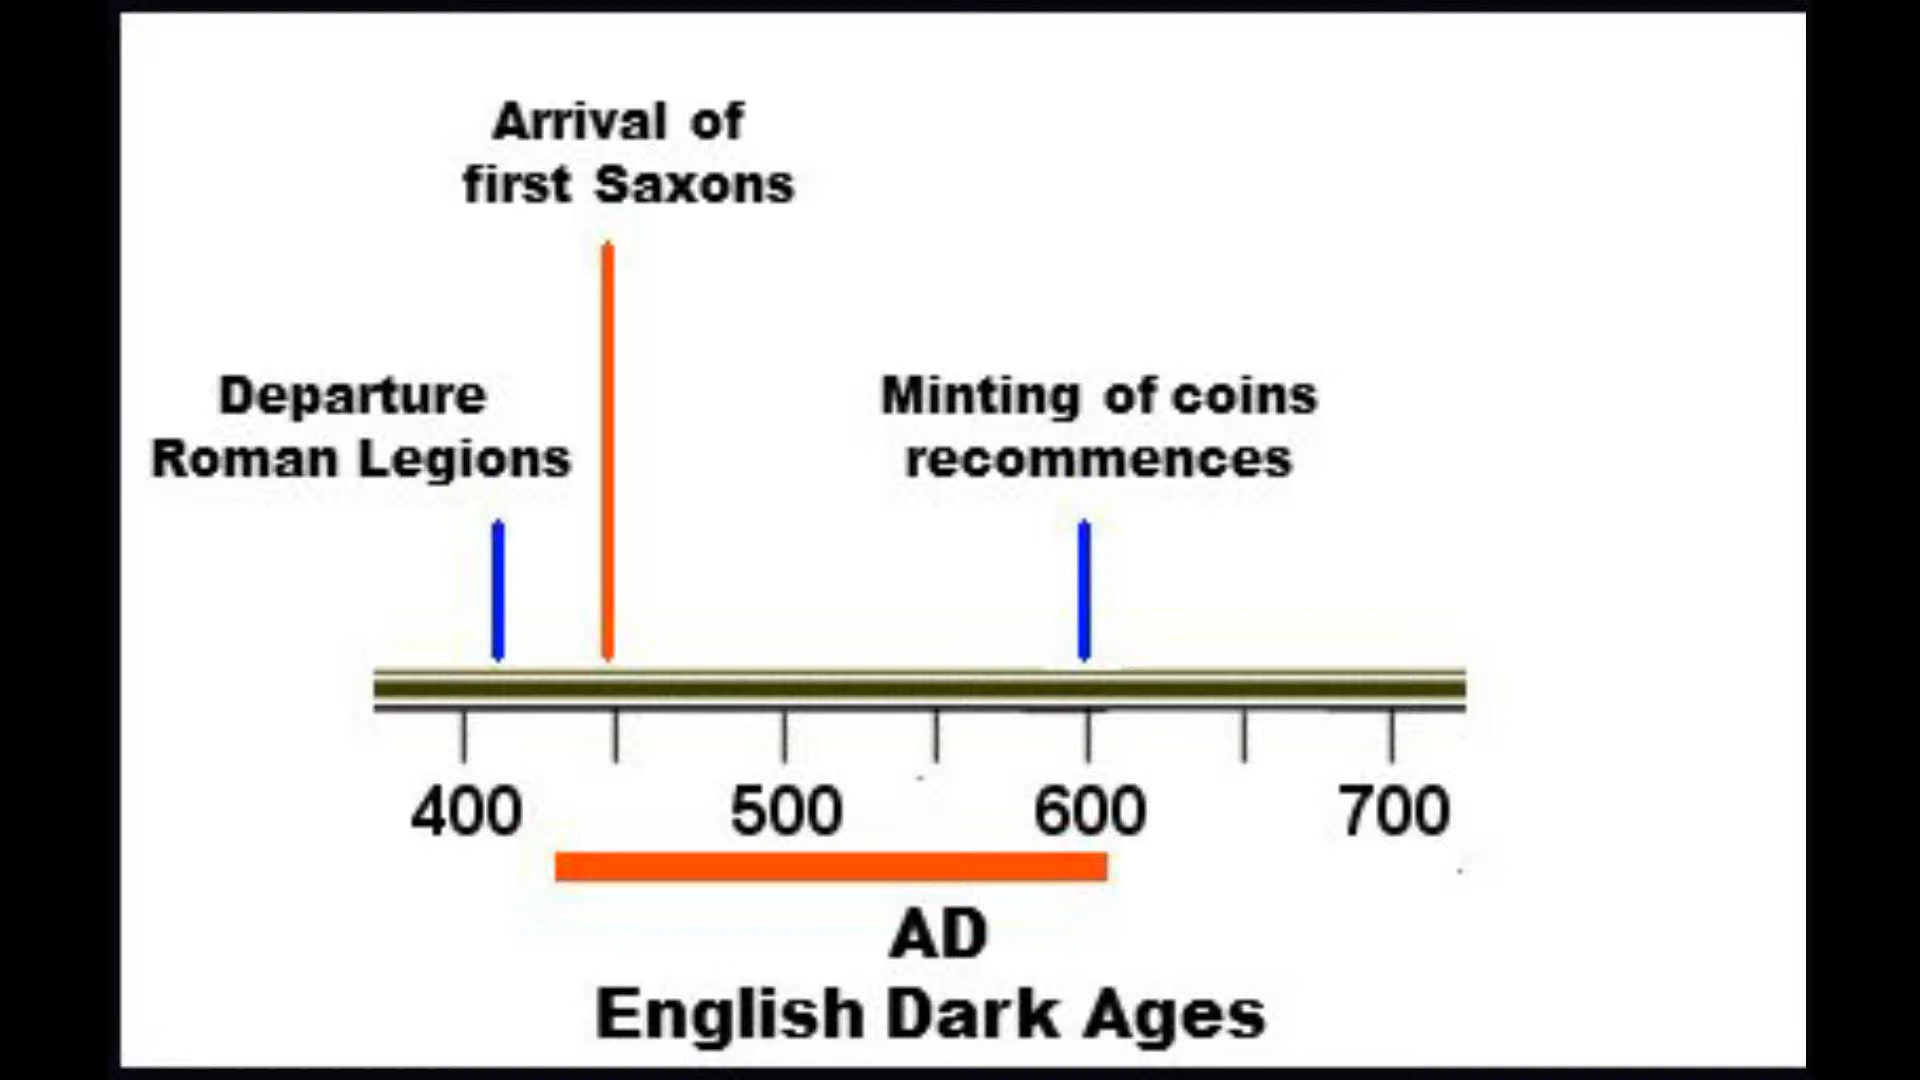 Arrival of
first Saxons
Departure
Roman Legions
Minting of coins
recommences
400 500 600 700
AD
English Dark Ages